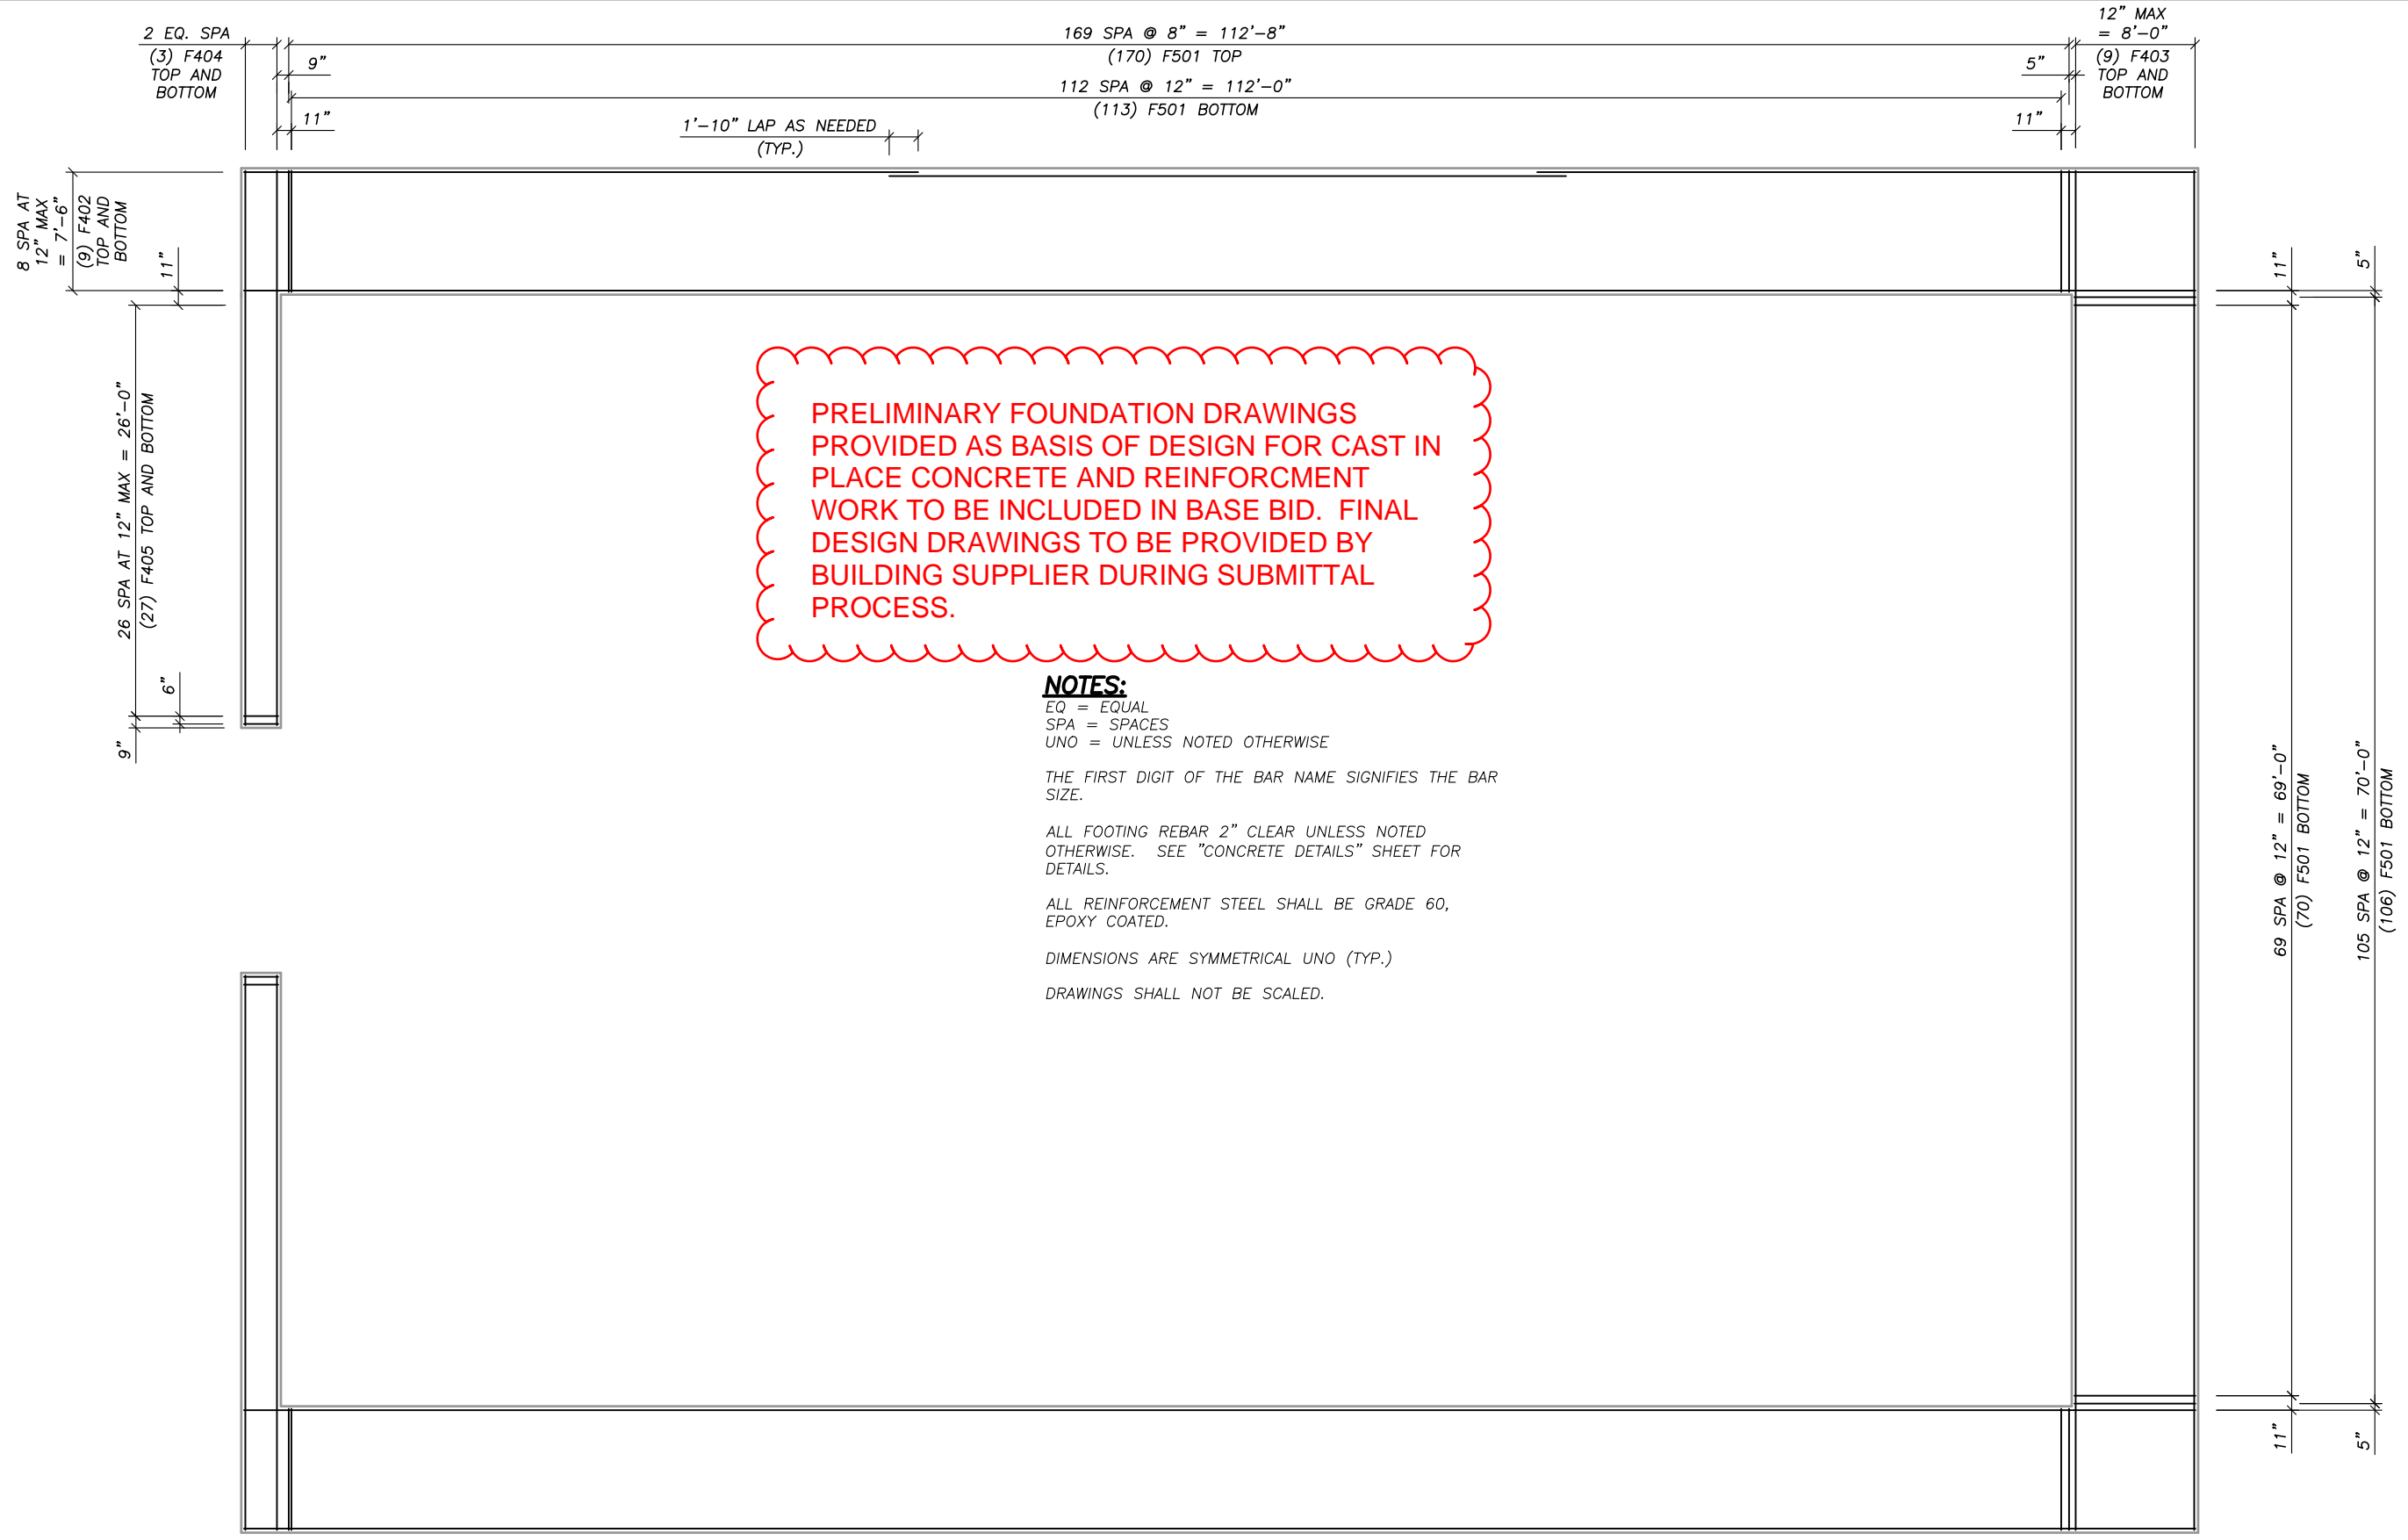 2 EQ. SPA
(3) F404
TOP AND
BOTTOM
9"
11"
169 SPA @ 8" = 112'-8"
(170) F501 TOP
112 SPA @ 12" = 112'-0"
(113) F501 BOTTOM
1'-10" LAP AS NEEDED
(TYP.)
5"
11"
12" MAX
= 8'-0"
(9) F403
TOP AND
BOTTOM
8 SPA AT
12" MAX
= 7'-6"
(9) F402
TOP AND
BOTTOM
11"
26 SPA AT 12" MAX = 26'-0"
(27) F405 TOP AND BOTTOM
6"
9"
PRELIMINARY FOUNDATION DRAWINGS
PROVIDED AS BASIS OF DESIGN FOR CAST IN
PLACE CONCRETE AND REINFORCMENT
WORK TO BE INCLUDED IN BASE BID. FINAL
DESIGN DRAWINGS TO BE PROVIDED BY
BUILDING SUPPLIER DURING SUBMITTAL
PROCESS.
NOTES:
EQ = EQUAL
SPA = SPACES
UNO = UNLESS NOTED OTHERWISE
THE FIRST DIGIT OF THE BAR NAME SIGNIFIES THE BAR
SIZE.
ALL FOOTING REBAR 2" CLEAR UNLESS NOTED
OTHERWISE. SEE "CONCRETE DETAILS" SHEET FOR
DETAILS.
ALL REINFORCEMENT STEEL SHALL BE GRADE 60,
EPOXY COATED.
DIMENSIONS ARE SYMMETRICAL UNO (TYP.)
DRAWINGS SHALL NOT BE SCALED.
11"
5"
69 SPA @ 12" = 69'-0"
(70) F501 BOTTOM
105 SPA @ 12" = 70'-0"
(106) F501 BOTTOM
11"
5"